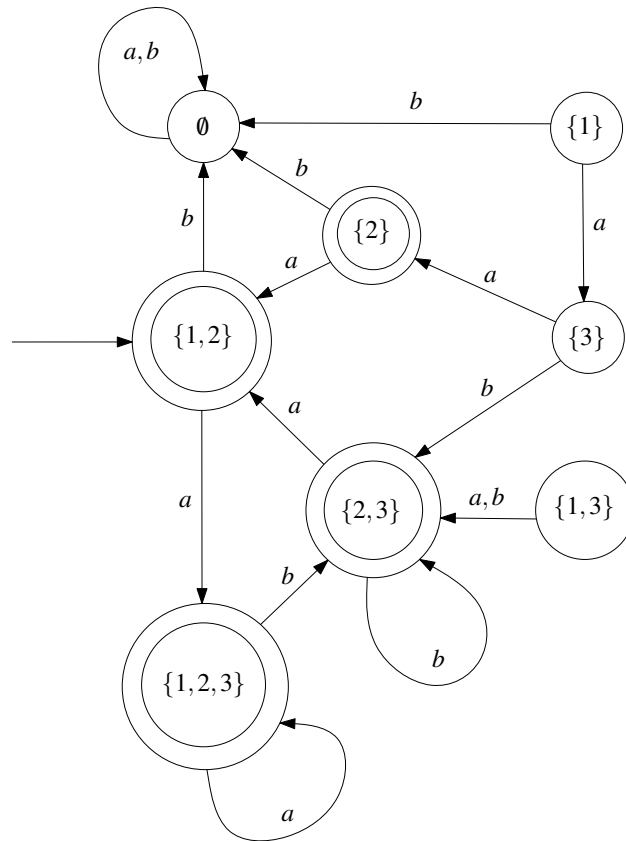 a,b
b
∅
{1}
b
b
{2}
a
a
a
{1,2}
{3}
b
a
a
{2,3}
a,b
{1,3}
b
b
{1,2,3}
a